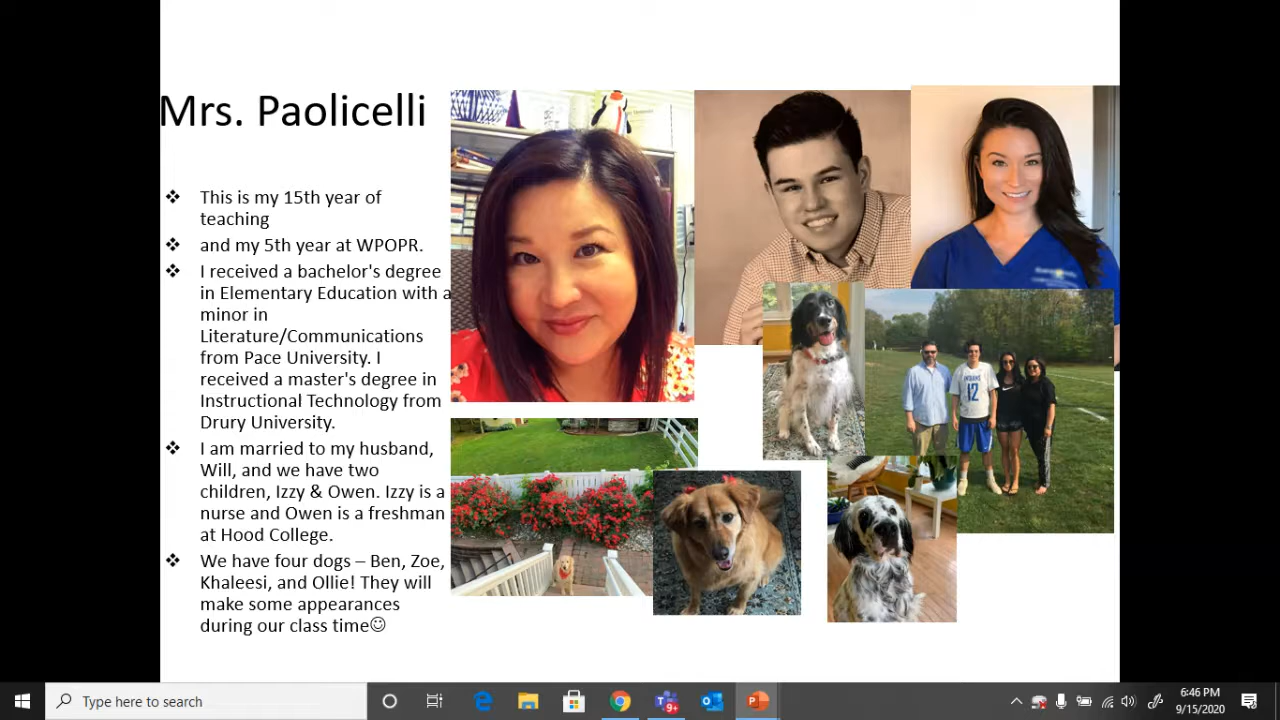 Mrs. Paolicelli
❖ This is my 15th year of
teaching
❖ and my 5th year at WPOPR.
❖ I received a bachelor's degree
in Elementary Education with a
minor in
Literature/Communications
from Pace University. I
received a master's degree in
Instructional Technology from
Drury University.
❖ I am married to my husband,
Will, and we have two
children, Izzy & Owen. Izzy is a
nurse and Owen is a freshman
at Hood College.
❖ We have four dogs – Ben, Zoe,
Khaleesi, and Ollie! They will
make some appearances
during our class time☺
12
Type here to search
9+
6:46 PM
9/15/2020